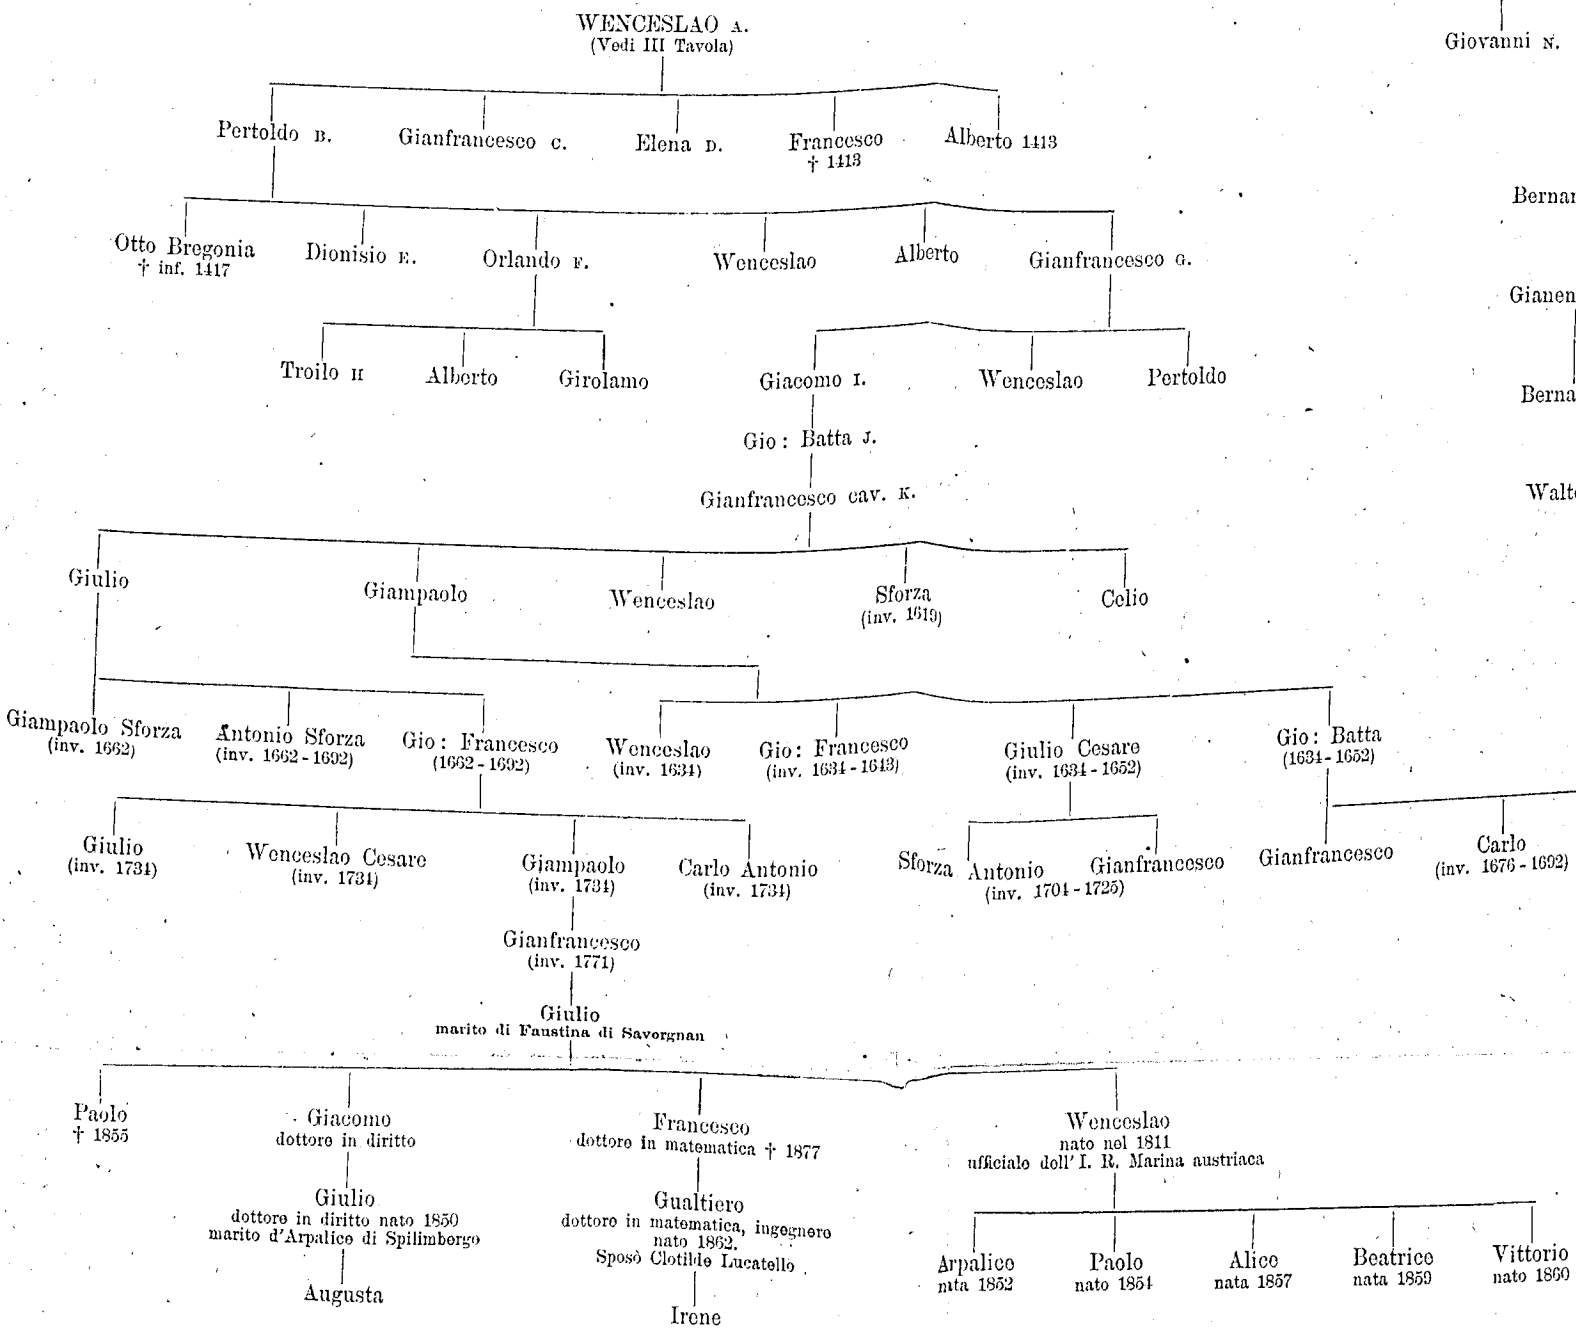 WENCESLAO A.
(Vedi III Tavola)
Giovanni N.
Pertoldo B.
Gianfrancesco C.
Elena D.
Francesco
† 1413
Alberto 1413
Bernar
Otto Bregonia
† inf. 1417
Dionisio E.
Orlando F.
Wenceslao
Alberto
Gianfrancesco G.
Gianen
Troilo H
Alberto
Girolamo
Giacomo I.
Wenceslao
Pertoldo
Berna
Gio: Batta J.
Gianfrancesco cav. K.
Walte
Giulio
Giampaolo
Wenceslao
Sforza
(inv. 1619)
Celio
Giampaolo Sforza
(inv. 1662)
Antonio Sforza
(inv. 1662-1692)
Gio: Francesco
(1662-1692)
Wenceslao
(inv. 1634)
Gio: Francesco
(inv. 1634-1643)
Giulio Cesare
(inv. 1634-1652)
Gio: Batta
(1634-1652)
Giulio
(inv. 1734)
Wenceslao Cesare
(inv. 1734)
Giampaolo
(inv. 1734)
Carlo Antonio
(inv. 1734)
Sforza Antonio Gianfrancesco
(inv. 1704-1725)
Gianfrancesco
Carlo
(inv. 1676-1692)
Gianfrancesco
(inv. 1771)
Giulio
marito di Faustina di Savorgnan
Paolo
† 1855
Giacomo
dottore in diritto
Francesco
dottore in matematica † 1877
Wenceslao
nato nel 1811
ufficiale dell' I. R. Marina austriaca
Giulio
dottore in diritto nato 1850
marito d'Arpalice di Spilimbergo
Gualtiero
dottore in matematica, ingegnere
nato 1862.
Sposò Clotilde Lucatello
Arpalice
nata 1852
Paolo
nato 1854
Alice
nata 1857
Beatrice
nata 1859
Vittorio
nato 1860
Augusta
Irene